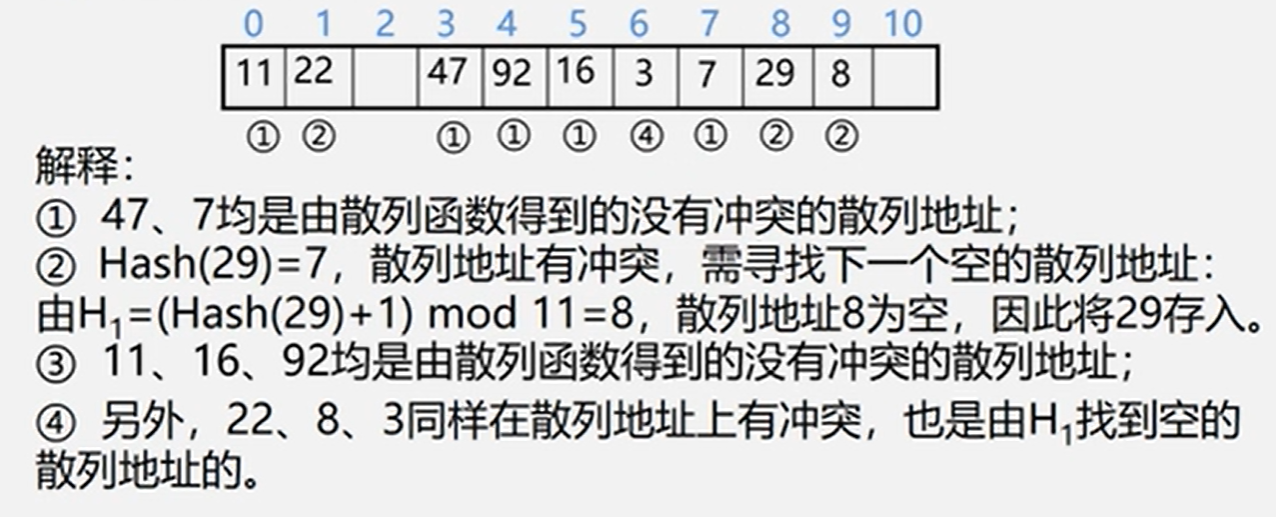 0 1 2 3 4 5 6 7 8 9 10
11 22 47 92 16 3 7 29 8
① ② ① ① ① ④ ① ② ②
解释：
① 47、7均是由散列函数得到的没有冲突的散列地址；
② Hash(29)=7，散列地址有冲突，需寻找下一个空的散列地址：
由H₁=(Hash(29)+1) mod 11=8，散列地址8为空，因此将29存入。
③ 11、16、92均是由散列函数得到的没有冲突的散列地址；
④ 另外，22、8、3同样在散列地址上有冲突，也是由H₁找到空的
散列地址的。